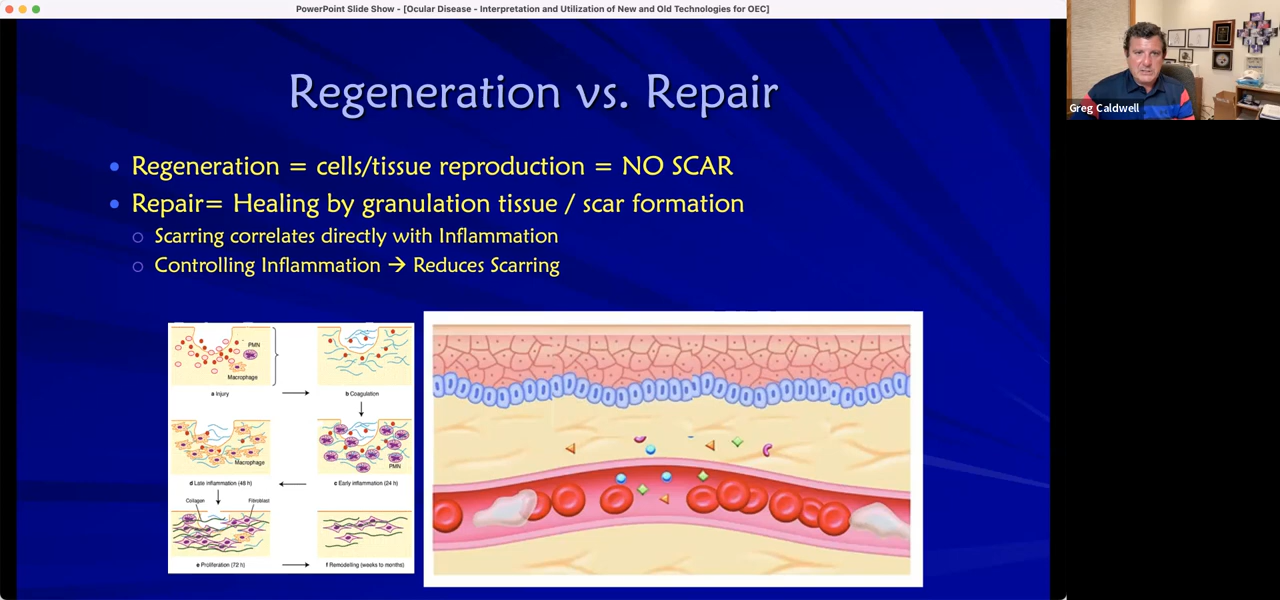 PowerPoint Slide Show - [Ocular Disease - Interpretation and Utilization of New and Old Technologies for OEC]
Greg Caldwell
Regeneration vs. Repair
Regeneration = cells/tissue reproduction = NO SCAR
Repair= Healing by granulation tissue / scar formation
Scarring correlates directly with Inflammation
Controlling Inflammation → Reduces Scarring
PMN
Macrophage
a Injury
b Coagulation
Macrophage
PMN
d Late inflammation (48 h)
c Early inflammation (24 h)
Collagen
Fibroblast
e Proliferation (72 h)
f Remodelling (weeks to months)